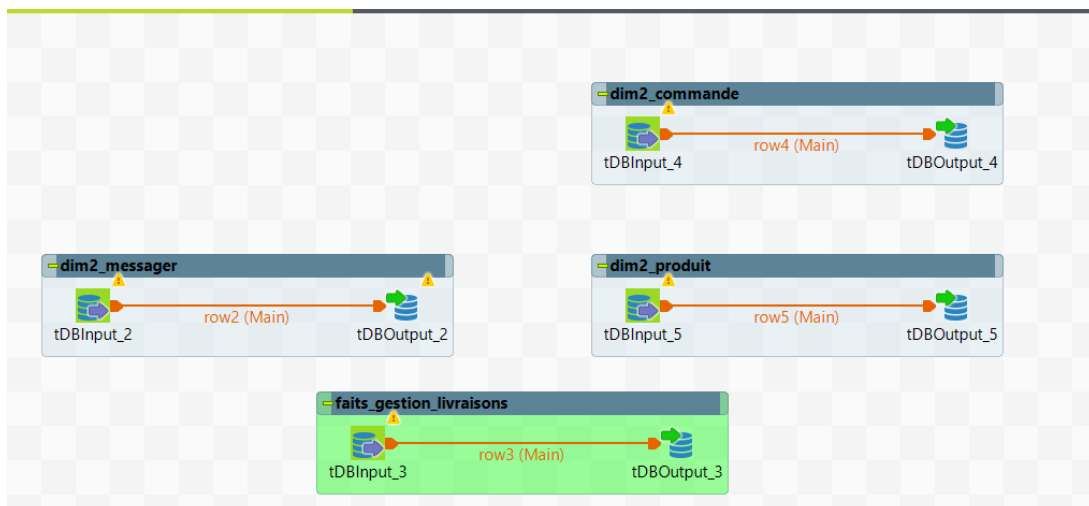 dim2_commande
row4 (Main)
tDBInput_4
tDBOutput_4
dim2_messager
row2 (Main)
tDBInput_2
tDBOutput_2
dim2_produit
row5 (Main)
tDBInput_5
tDBOutput_5
faits_gestion_livraisons
row3 (Main)
tDBInput_3
tDBOutput_3